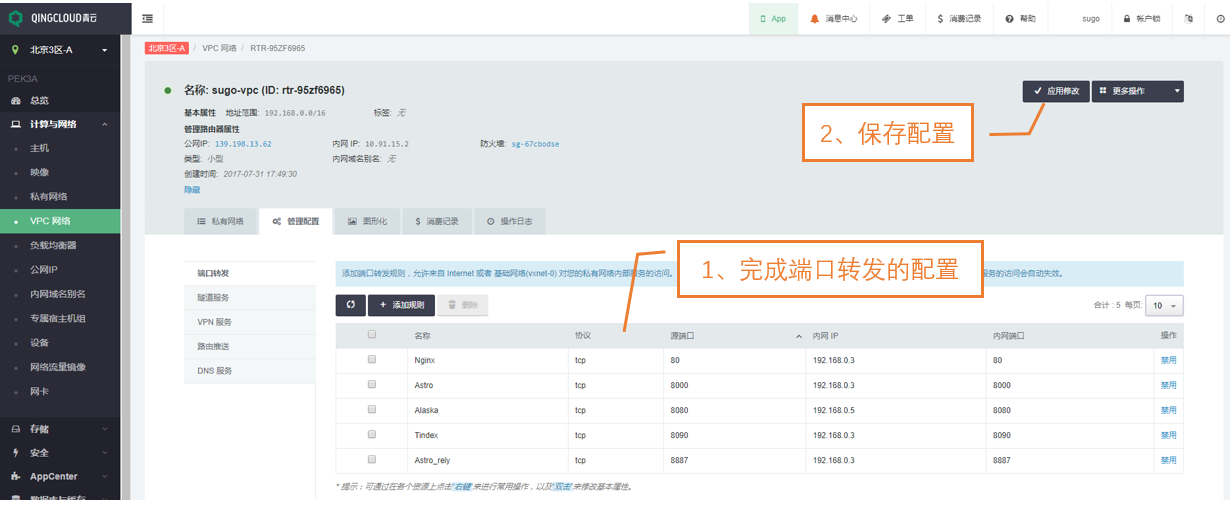 QINGCLOUD青云
App
消息中心
工单
$ 消费记录
帮助
sugo
帐户锁
北京3区-A
北京3区-A / VPC 网络 / RTR-95ZF6965
PEK3A
总览
计算与网络
主机
映像
私有网络
VPC 网络
负载均衡器
公网IP
内网域名别名
专属宿主机组
设备
网络流量镜像
网卡
存储
安全
AppCenter
数据库与缓存
名称: sugo-vpc (ID: rtr-95zf6965)
应用修改
更多操作
基本属性 地址范围: 192.168.0.0/16 标签: 无
管理路由器属性
公网IP: 139.198.13.62 内网 IP: 10.91.15.2 防火墙: sg-67cbodse
类型: 小型 内网域名别名: 无
创建时间: 2017-07-31 17:49:30
隐藏
2、保存配置
私有网络
管理配置
图形化
$ 消费记录
操作日志
1、完成端口转发的配置
端口转发
隧道服务
VPN 服务
路由推送
DNS 服务
添加端口转发规则，允许来自 Internet 或者 基础网络(vxnet-0) 对您的私有网络内部服务的访问。
服务的访问会自动失效。
+ 添加规则
删除
合计 : 5 每页: 10
名称 协议 源端口 内网 IP 内网端口 操作
Nginx tcp 80 192.168.0.3 80 禁用
Astro tcp 8000 192.168.0.3 8000 禁用
Alaska tcp 8080 192.168.0.5 8080 禁用
Tindex tcp 8090 192.168.0.3 8090 禁用
Astro_rely tcp 8887 192.168.0.3 8887 禁用
* 提示：可通过在各个资源上点击"右键"来进行常用操作，以及"双击"来修改基本属性。